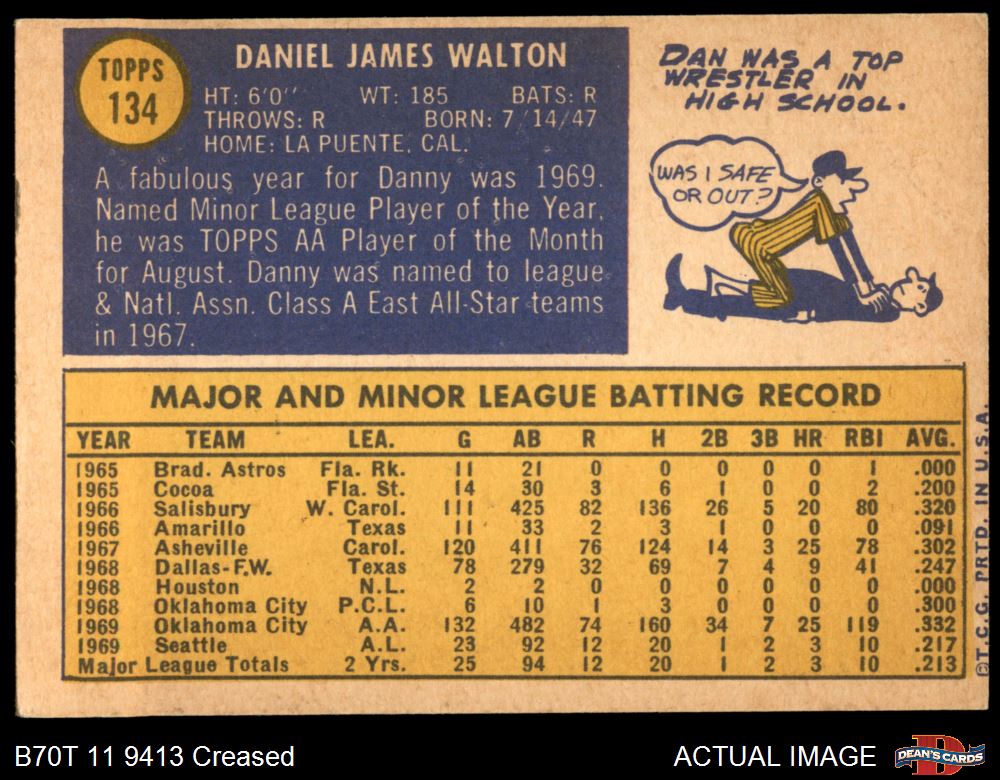 TOPPS
134
DANIEL JAMES WALTON
HT: 6'0'' WT: 185 BATS: R
THROWS: R BORN: 7/14/47
HOME: LA PUENTE, CAL.
A fabulous year for Danny was 1969.
Named Minor League Player of the Year,
he was TOPPS AA Player of the Month
for August. Danny was named to league
& Natl. Assn. Class A East All-Star teams
in 1967.
DAN WAS A TOP
WRESTLER IN
HIGH SCHOOL.
WAS I SAFE
OR OUT?
MAJOR AND MINOR LEAGUE BATTING RECORD
YEAR TEAM LEA. G AB R H 2B 3B HR RBI AVG.
1965 Brad. Astros Fla. Rk. 11 21 0 0 0 0 0 1 .000
1965 Cocoa Fla. St. 14 30 3 6 1 0 0 2 .200
1966 Salisbury W. Carol. 111 425 82 136 26 5 20 80 .320
1966 Amarillo Texas 11 33 2 3 1 0 0 0 .091
1967 Asheville Carol. 120 411 76 124 14 3 25 78 .302
1968 Dallas-F.W. Texas 78 279 32 69 7 4 9 41 .247
1968 Houston N.L. 2 2 0 0 0 0 0 0 .000
1968 Oklahoma City P.C.L. 6 10 1 3 0 0 0 0 .300
1969 Oklahoma City A.A. 132 482 74 160 34 7 25 119 .332
1969 Seattle A.L. 23 92 12 20 1 2 3 10 .217
Major League Totals 2 Yrs. 25 94 12 20 1 2 3 10 .213
©T.C.G. PRTD. IN U.S.A.
B70T 11 9413 Creased
ACTUAL IMAGE
DEAN'S CARDS